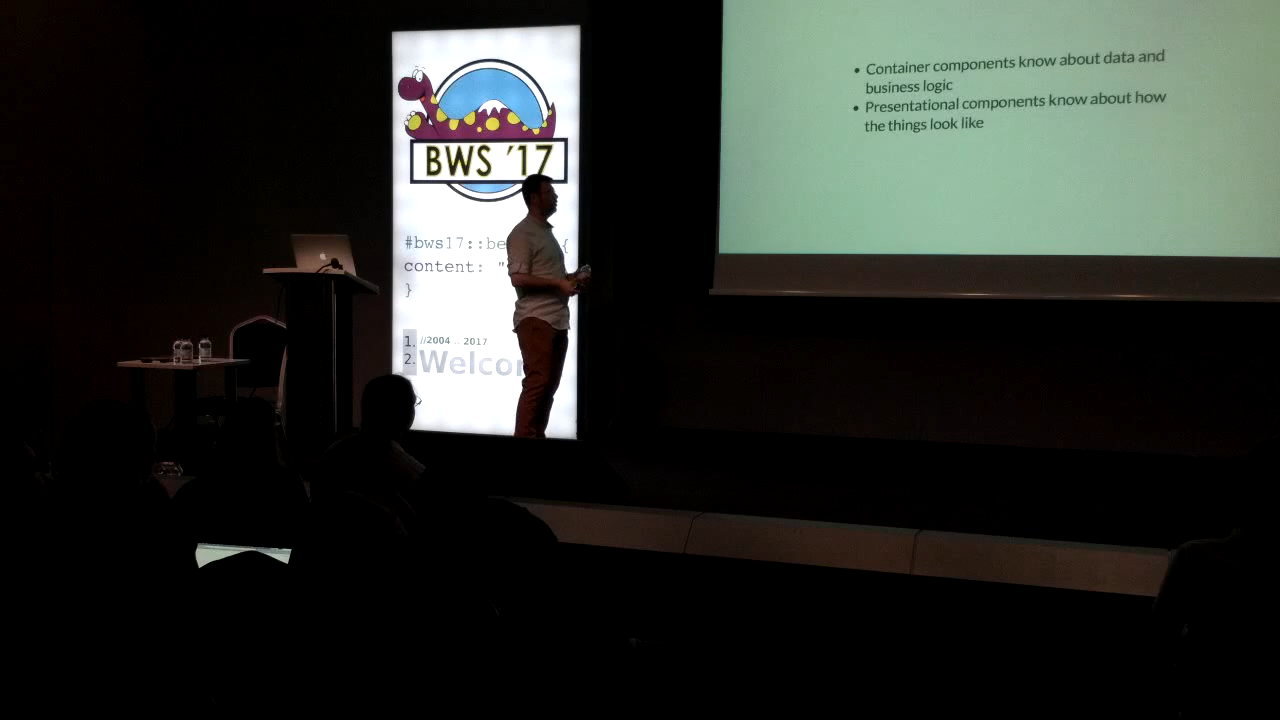 BWS '17
#bws17::be {
content: "
}
1. //2004 .. 2017
2.
• Container components know about data and
business logic
• Presentational components know about how
the things look like